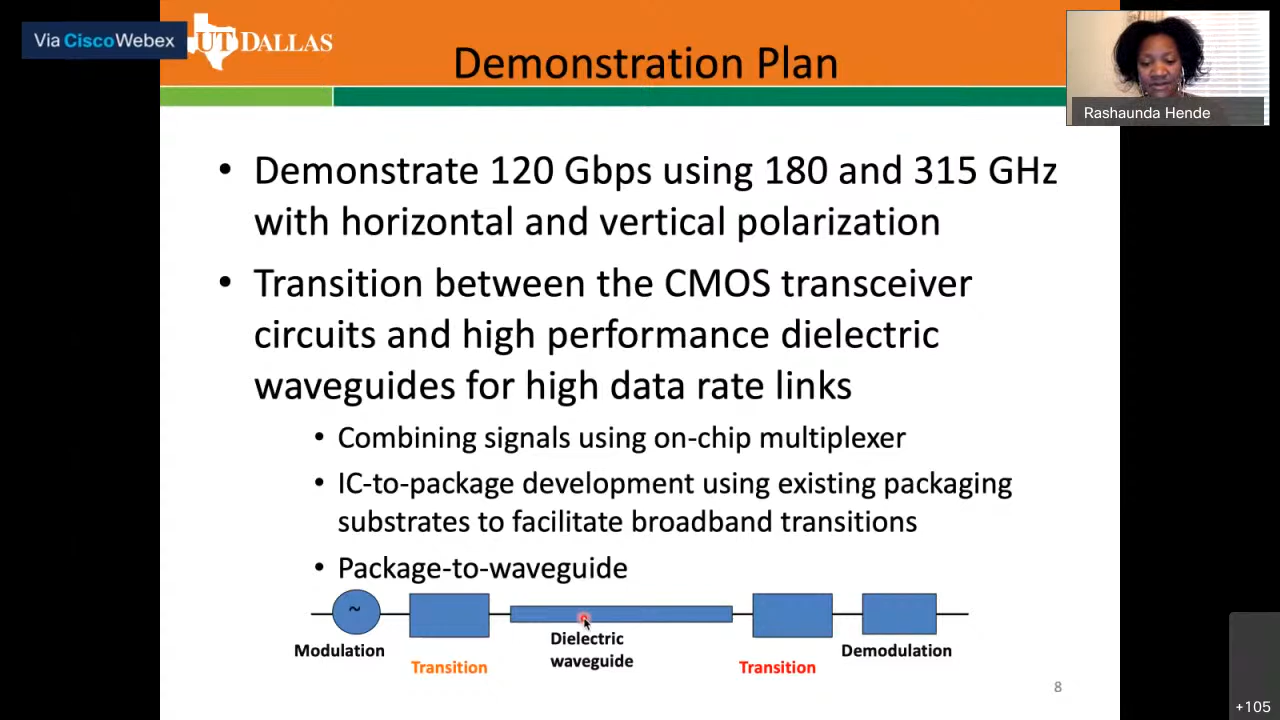 Via CiscoWebex
UT DALLAS
Demonstration Plan
Rashaunda Hende
• Demonstrate 120 Gbps using 180 and 315 GHz
with horizontal and vertical polarization
• Transition between the CMOS transceiver
circuits and high performance dielectric
waveguides for high data rate links
• Combining signals using on-chip multiplexer
• IC-to-package development using existing packaging
substrates to facilitate broadband transitions
• Package-to-waveguide
~
Modulation
Transition
Dielectric
waveguide
Transition
Demodulation
8
+105